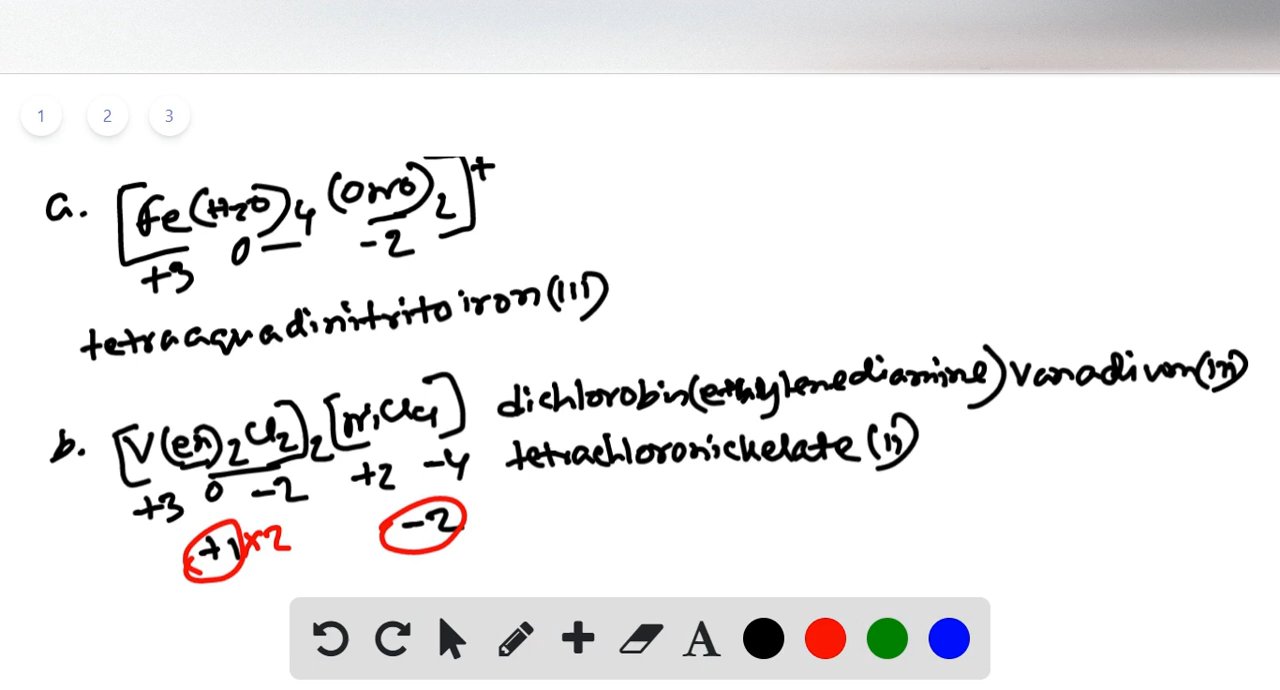 1 2 3
a. [Fe(H2O)4 (ONO)2]+
+3 0 -2
tetraaquadinitritoiron(III)
b. [V(en)2Cl2]2[NiCl4] dichlorobis(ethylenediamine)vanadium(III)
+3 0 -2 +2 -4 tetrachloronickelate(II)
+1×2 -2
A